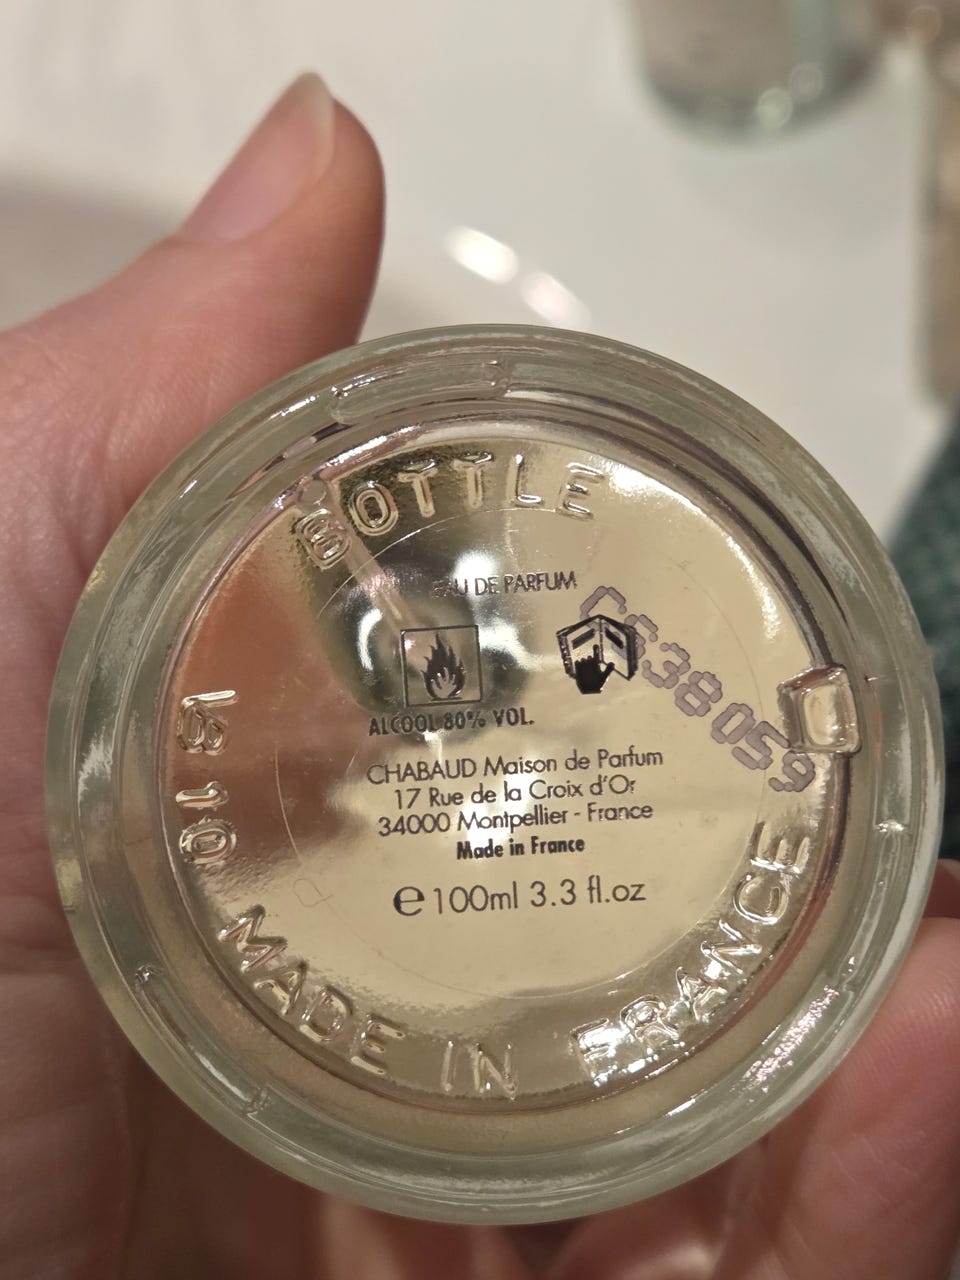 BOTTLE
EAU DE PARFUM
C638059
ALCOOL 80% VOL.
CHABAUD Maison de Parfum
17 Rue de la Croix d'Or
34000 Montpellier - France
Made in France
e 100ml 3.3 fl.oz
MADE IN FRANCE